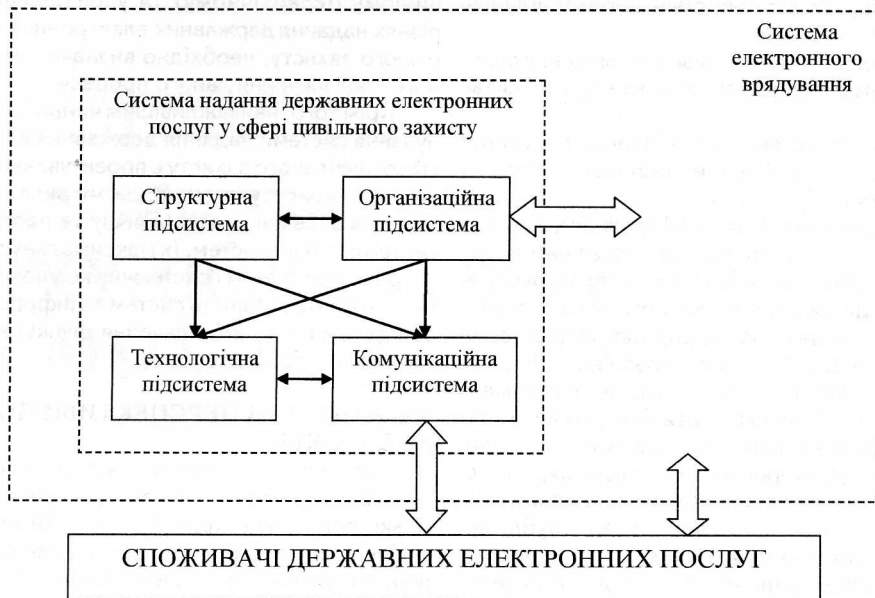 Система
електронного
врядування
Система надання державних електронних
послуг у сфері цивільного захисту
Структурна
підсистема
Організаційна
підсистема
Технологічна
підсистема
Комунікаційна
підсистема
СПОЖИВАЧІ ДЕРЖАВНИХ ЕЛЕКТРОННИХ ПОСЛУГ